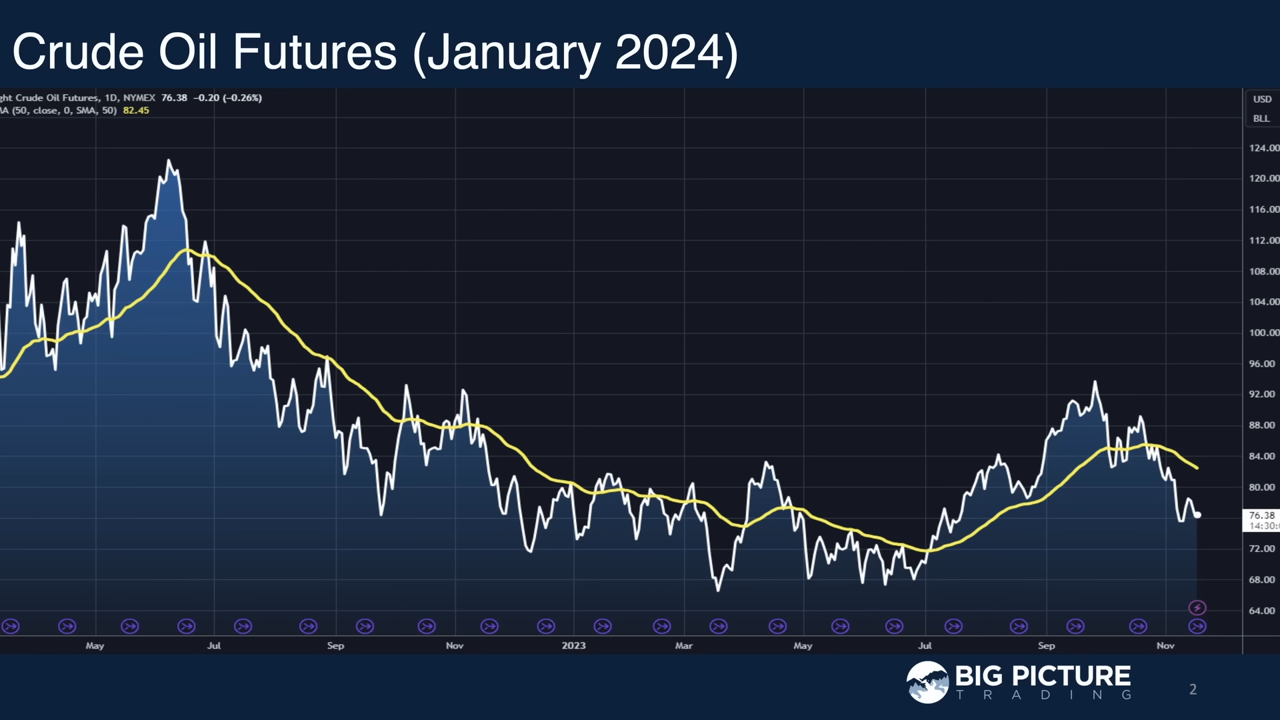 Crude Oil Futures (January 2024)
ght Crude Oil Futures, 1D, NYMEX 76.38 −0.20 (−0.26%)
MA (50, close, 0, SMA, 50) 82.45
USD
BLL
124.00
120.00
116.00
112.00
108.00
104.00
100.00
96.00
92.00
88.00
84.00
80.00
76.38
14:30:
72.00
68.00
64.00
May Jul Sep Nov 2023 Mar May Jul Sep Nov
BIG PICTURE
TRADING
2